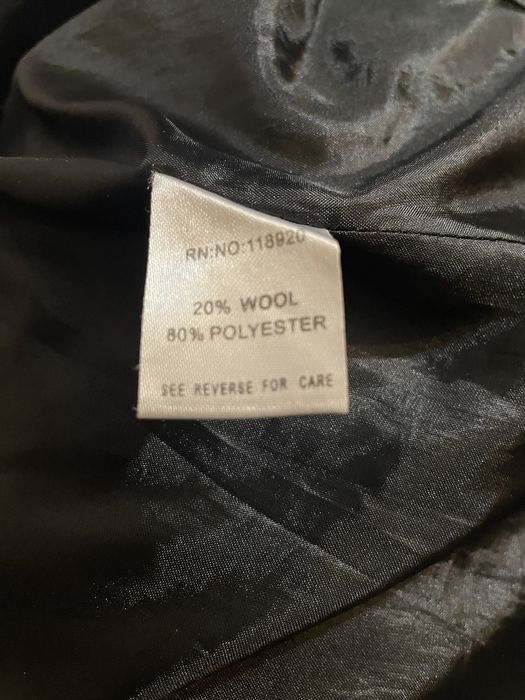 RN:NO:118920
20% WOOL
80% POLYESTER
SEE REVERSE FOR CARE